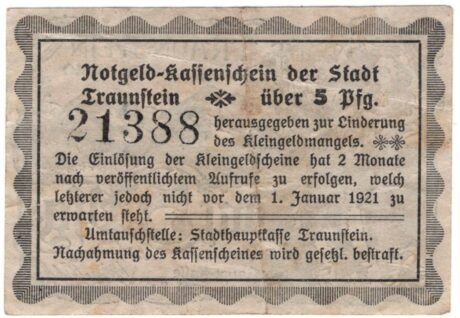 Notgeld-Kassenschein der Stadt
Traunstein über 5 Pfg.
21388 herausgegeben zur Linderung
des Kleingeldmangels.
Die Einlösung der Kleingeldscheine hat 2 Monate
nach veröffentlichtem Aufrufe zu erfolgen, welch
letzterer jedoch nicht vor dem 1. Januar 1921 zu
erwarten steht.
Umtauschstelle: Stadthauptkasse Traunstein.
Nachahmung des Kassenscheines wird gesetzl. bestraft.